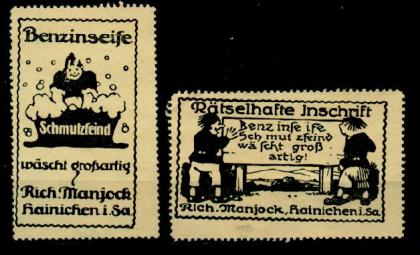 Benzinseife
Schmutzfeind
wäscht großartig
Rich. Manjock
Hainichen i. Sa
Rätselhafte Inschrift
Benz inse ife
Sch mut zfeind
wä scht groß
artig!
Rich. Manjock, Hainichen i. Sa.